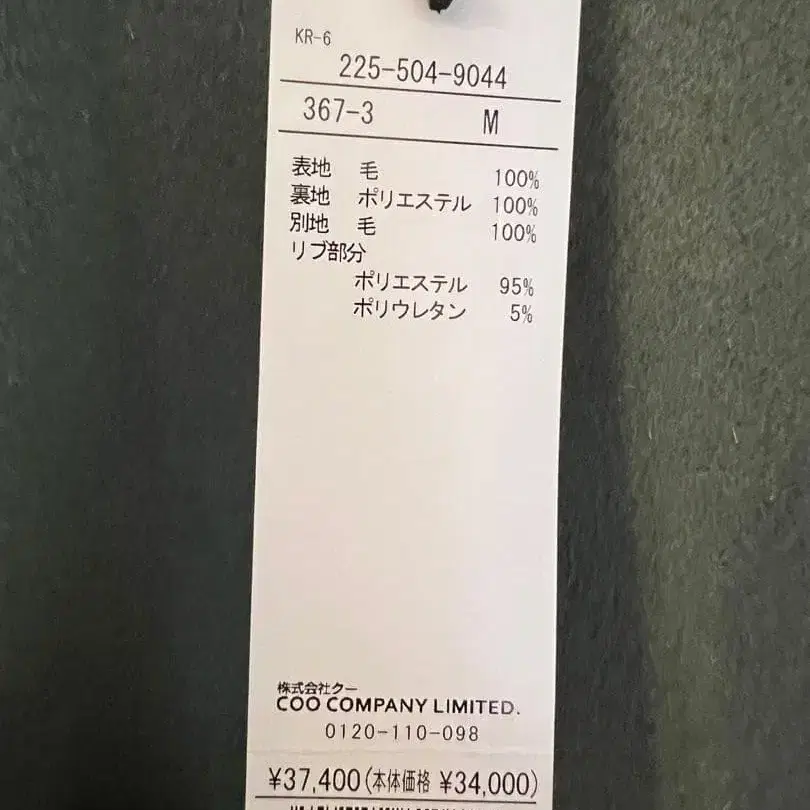 KR-6
225-504-9044
367-3 M
表地 毛 100%
裏地 ポリエステル 100%
別地 毛 100%
リブ部分
ポリエステル 95%
ポリウレタン 5%
株式会社クー
COO COMPANY LIMITED.
0120-110-098
¥37,400(本体価格 ¥34,000)